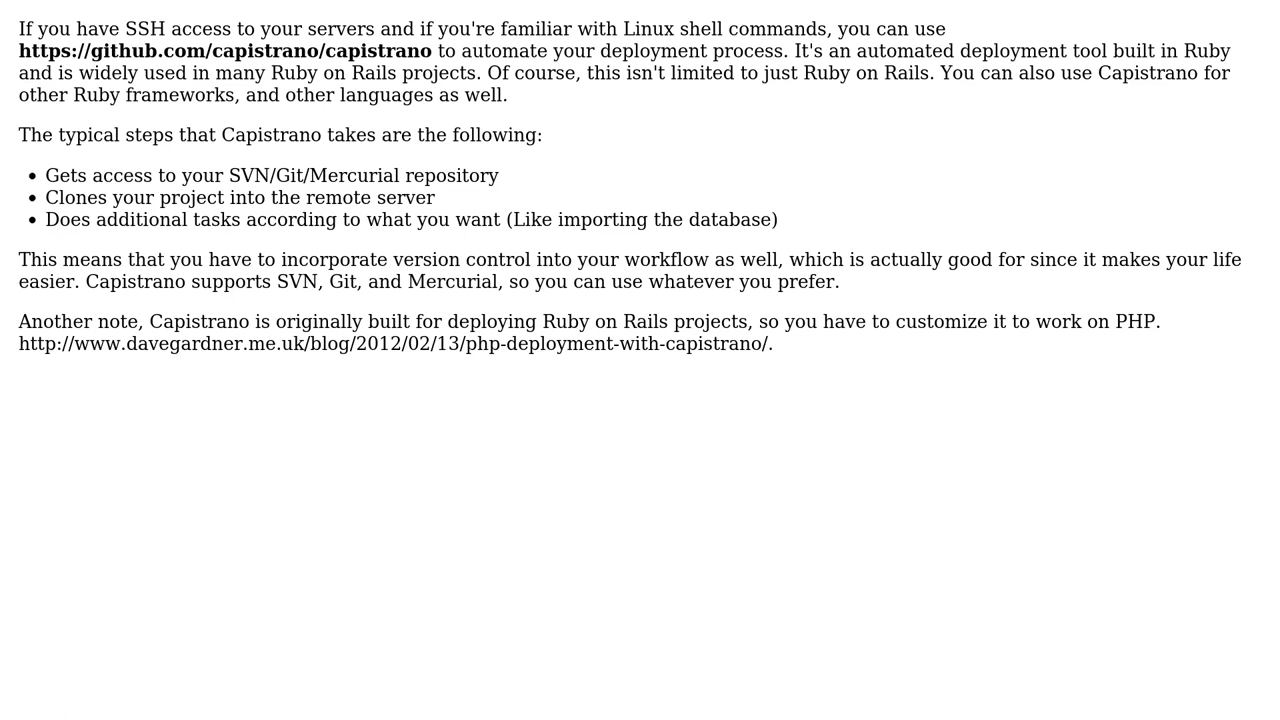 If you have SSH access to your servers and if you're familiar with Linux shell commands, you can use
https://github.com/capistrano/capistrano to automate your deployment process. It's an automated deployment tool built in Ruby
and is widely used in many Ruby on Rails projects. Of course, this isn't limited to just Ruby on Rails. You can also use Capistrano for
other Ruby frameworks, and other languages as well.
The typical steps that Capistrano takes are the following:
• Gets access to your SVN/Git/Mercurial repository
• Clones your project into the remote server
• Does additional tasks according to what you want (Like importing the database)
This means that you have to incorporate version control into your workflow as well, which is actually good for since it makes your life
easier. Capistrano supports SVN, Git, and Mercurial, so you can use whatever you prefer.
Another note, Capistrano is originally built for deploying Ruby on Rails projects, so you have to customize it to work on PHP.
http://www.davegardner.me.uk/blog/2012/02/13/php-deployment-with-capistrano/.